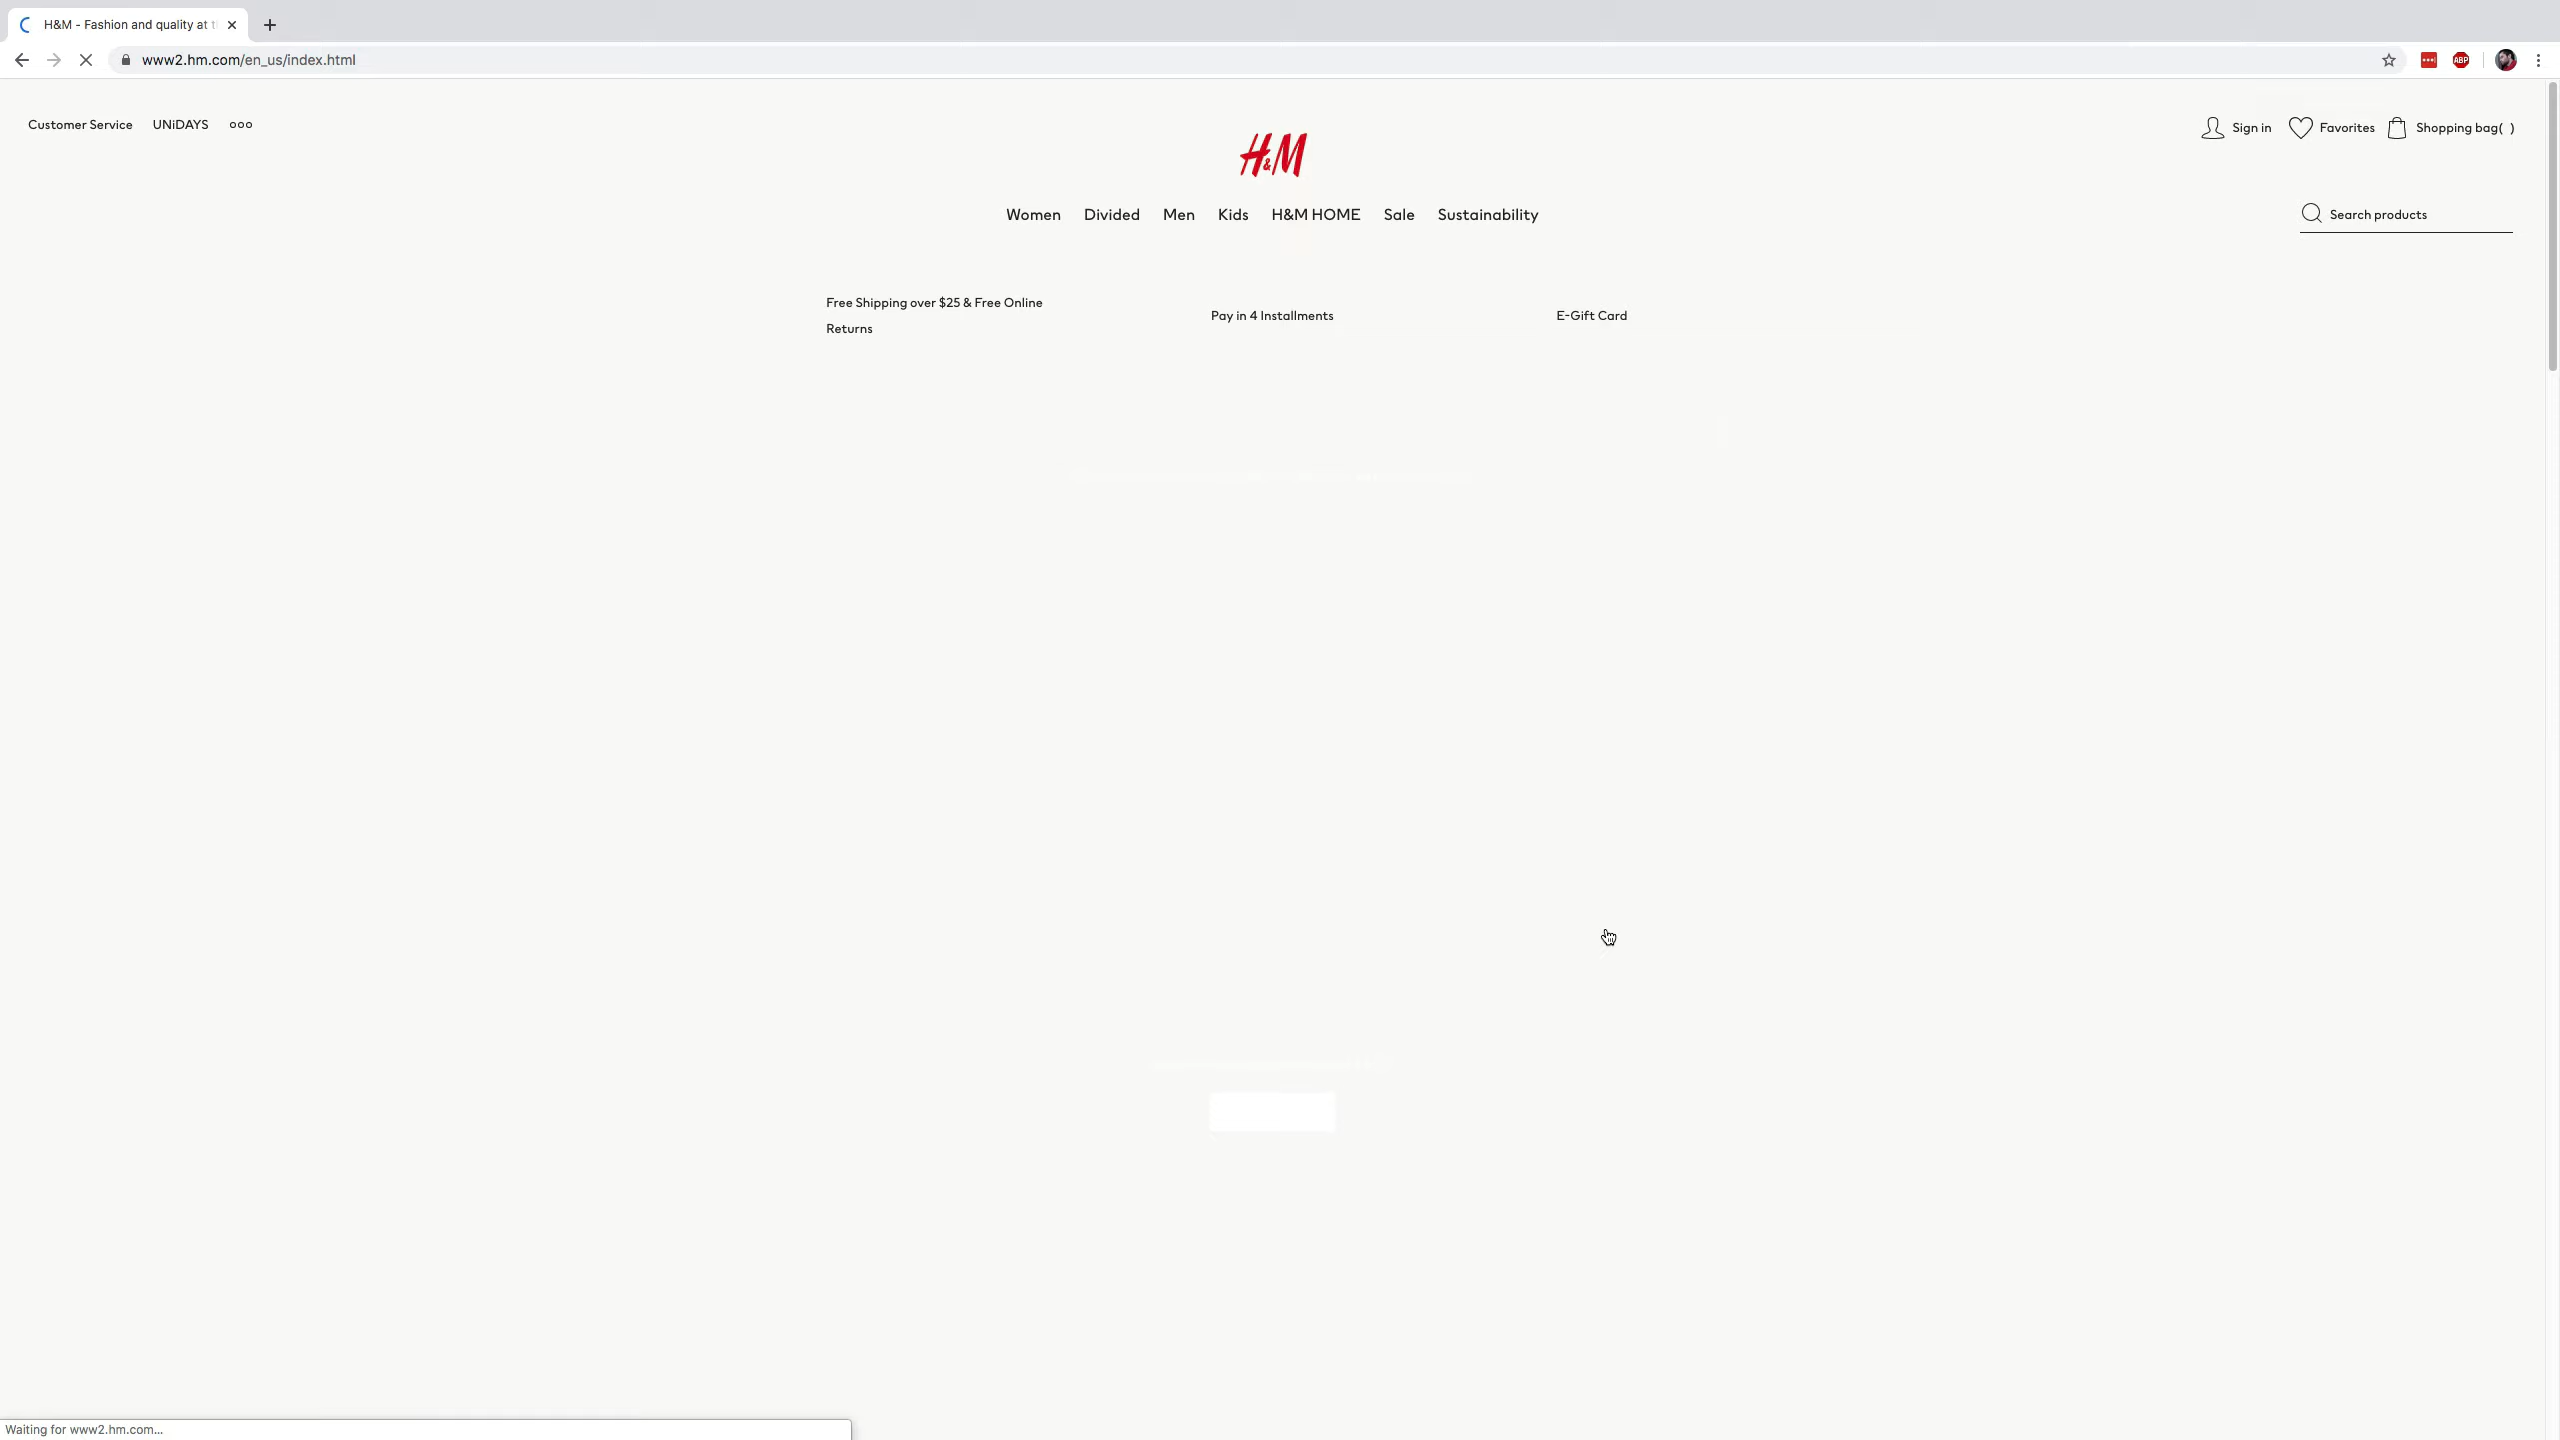 H&M - Fashion and quality at t
www2.hm.com/en_us/index.html
ABP
Customer Service UNiDAYS
Sign in Favorites Shopping bag( )
H&M
Women Divided Men Kids H&M HOME Sale Sustainability
Search products
Free Shipping over $25 & Free Online
Returns
Pay in 4 Installments
E-Gift Card
Waiting for www2.hm.com...